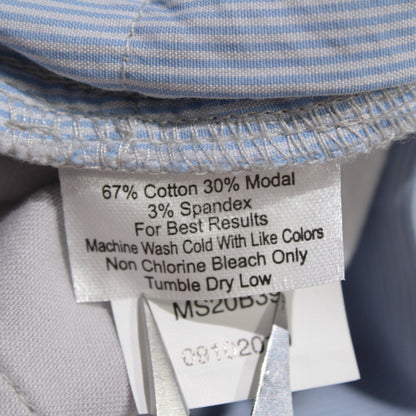 67% Cotton 30% Modal
3% Spandex
For Best Results
Machine Wash Cold With Like Colors
Non Chlorine Bleach Only
Tumble Dry Low
MS20B39